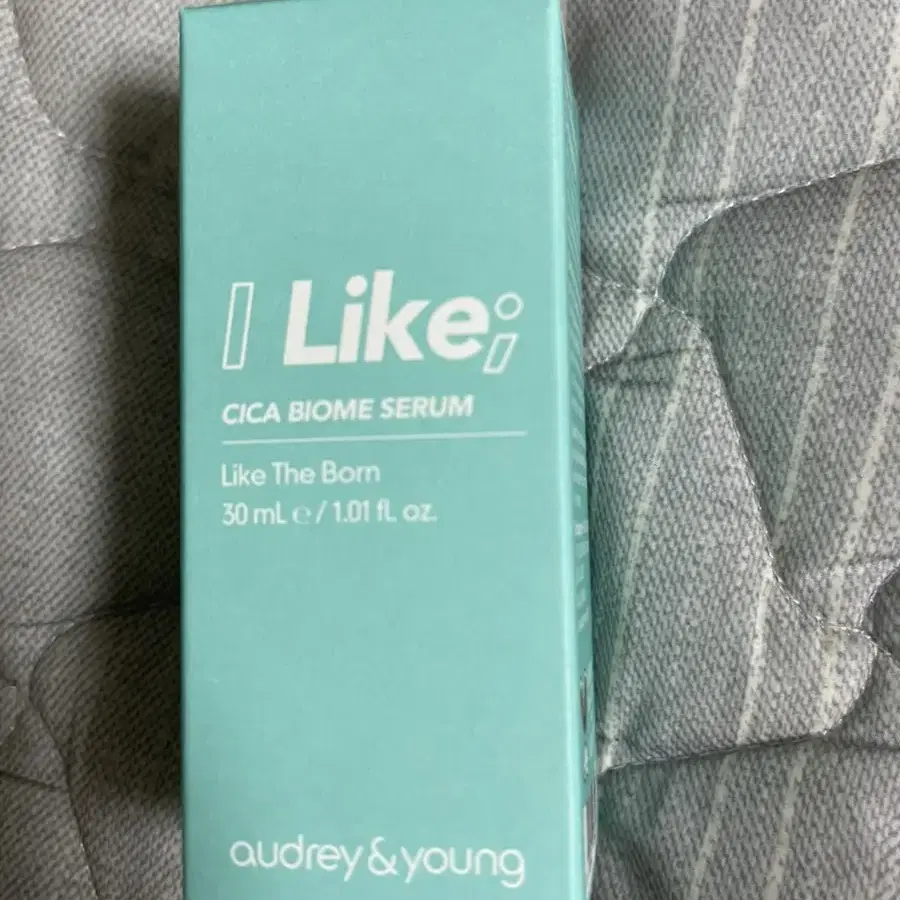 I Like;
CICA BIOME SERUM
Like The Born
30 mL ℮ / 1.01 fl. oz.
audrey&young